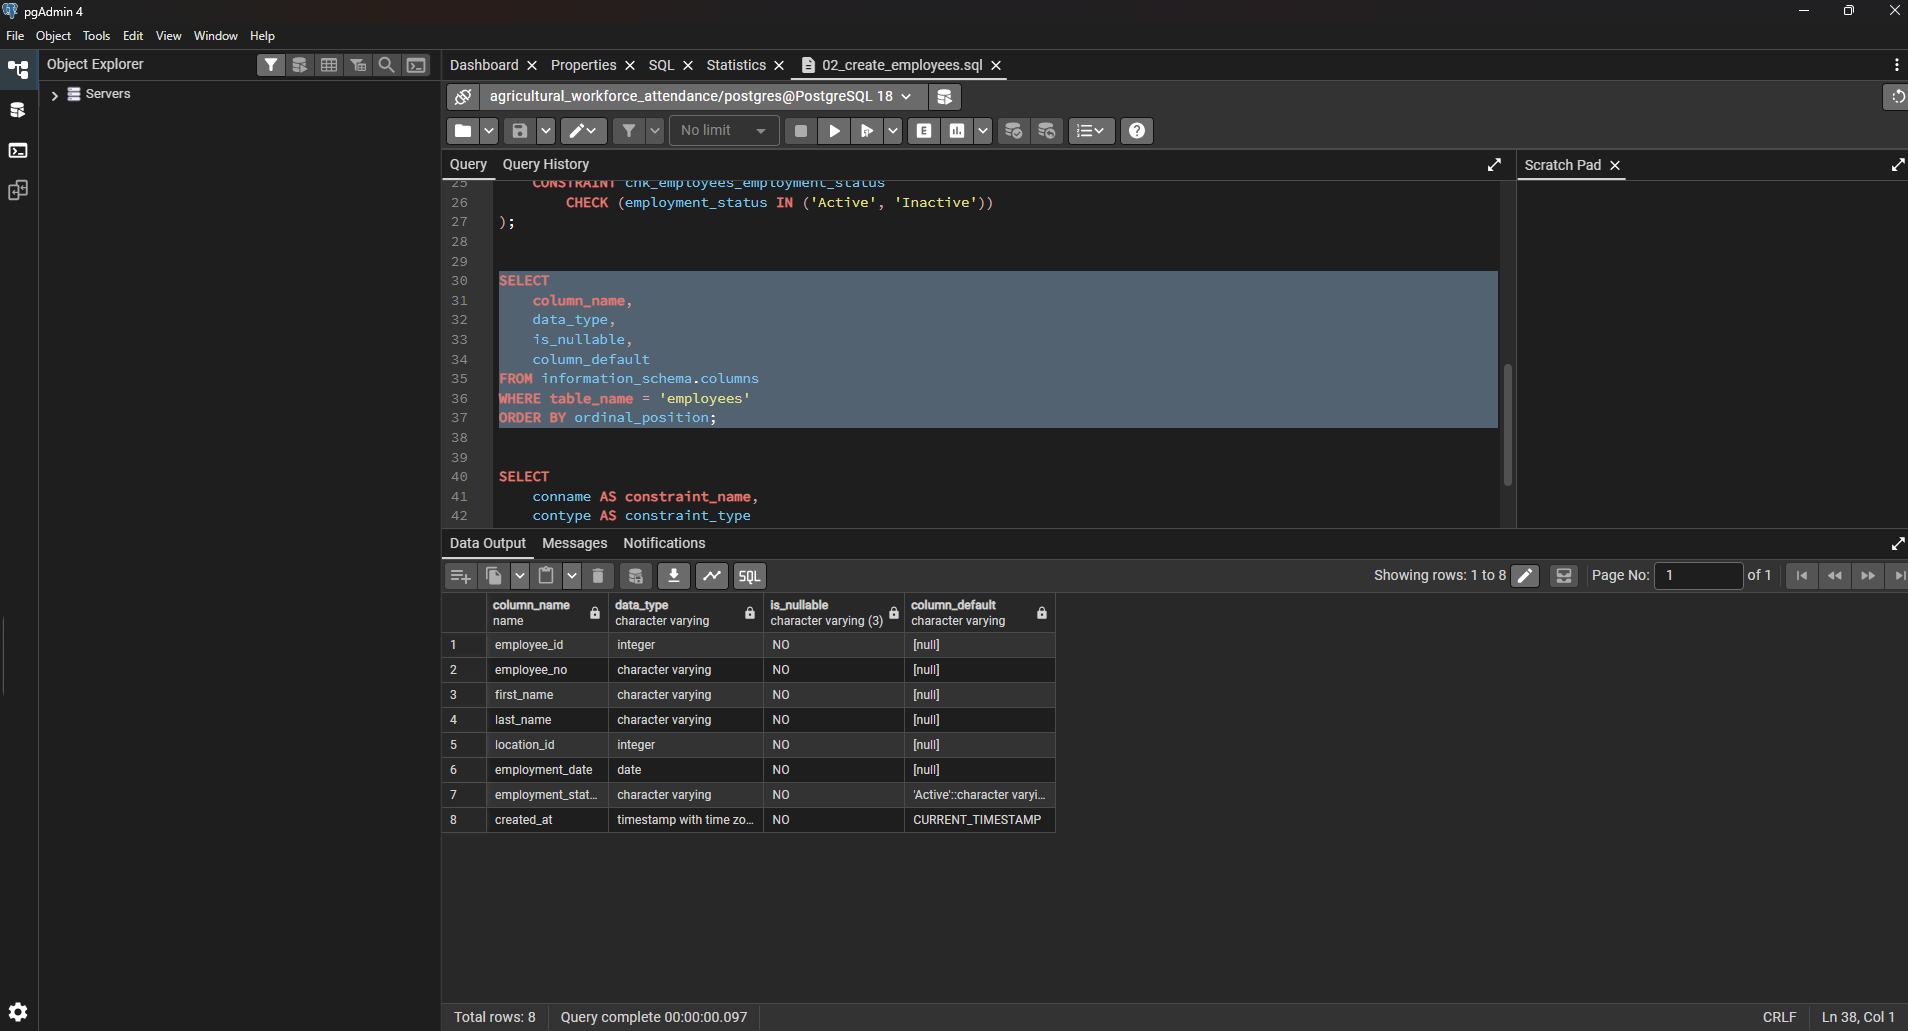 pgAdmin 4
File Object Tools Edit View Window Help
Object Explorer
Servers
Dashboard Properties SQL Statistics 02_create_employees.sql
agricultural_workforce_attendance/postgres@PostgreSQL 18
No limit
Query Query History
Scratch Pad
25 CONSTRAINT chk_employees_employment_status
26 CHECK (employment_status IN ('Active', 'Inactive'))
27 );
28
29
30 SELECT
31 column_name,
32 data_type,
33 is_nullable,
34 column_default
35 FROM information_schema.columns
36 WHERE table_name = 'employees'
37 ORDER BY ordinal_position;
38
39
40 SELECT
41 conname AS constraint_name,
42 contype AS constraint_type
Data Output Messages Notifications
SQL Showing rows: 1 to 8 Page No: 1 of 1
column_name data_type is_nullable column_default
name character varying character varying (3) character varying
1 employee_id integer NO [null]
2 employee_no character varying NO [null]
3 first_name character varying NO [null]
4 last_name character varying NO [null]
5 location_id integer NO [null]
6 employment_date date NO [null]
7 employment_stat... character varying NO 'Active'::character varyi...
8 created_at timestamp with time zo... NO CURRENT_TIMESTAMP
Total rows: 8 Query complete 00:00:00.097 CRLF Ln 38, Col 1